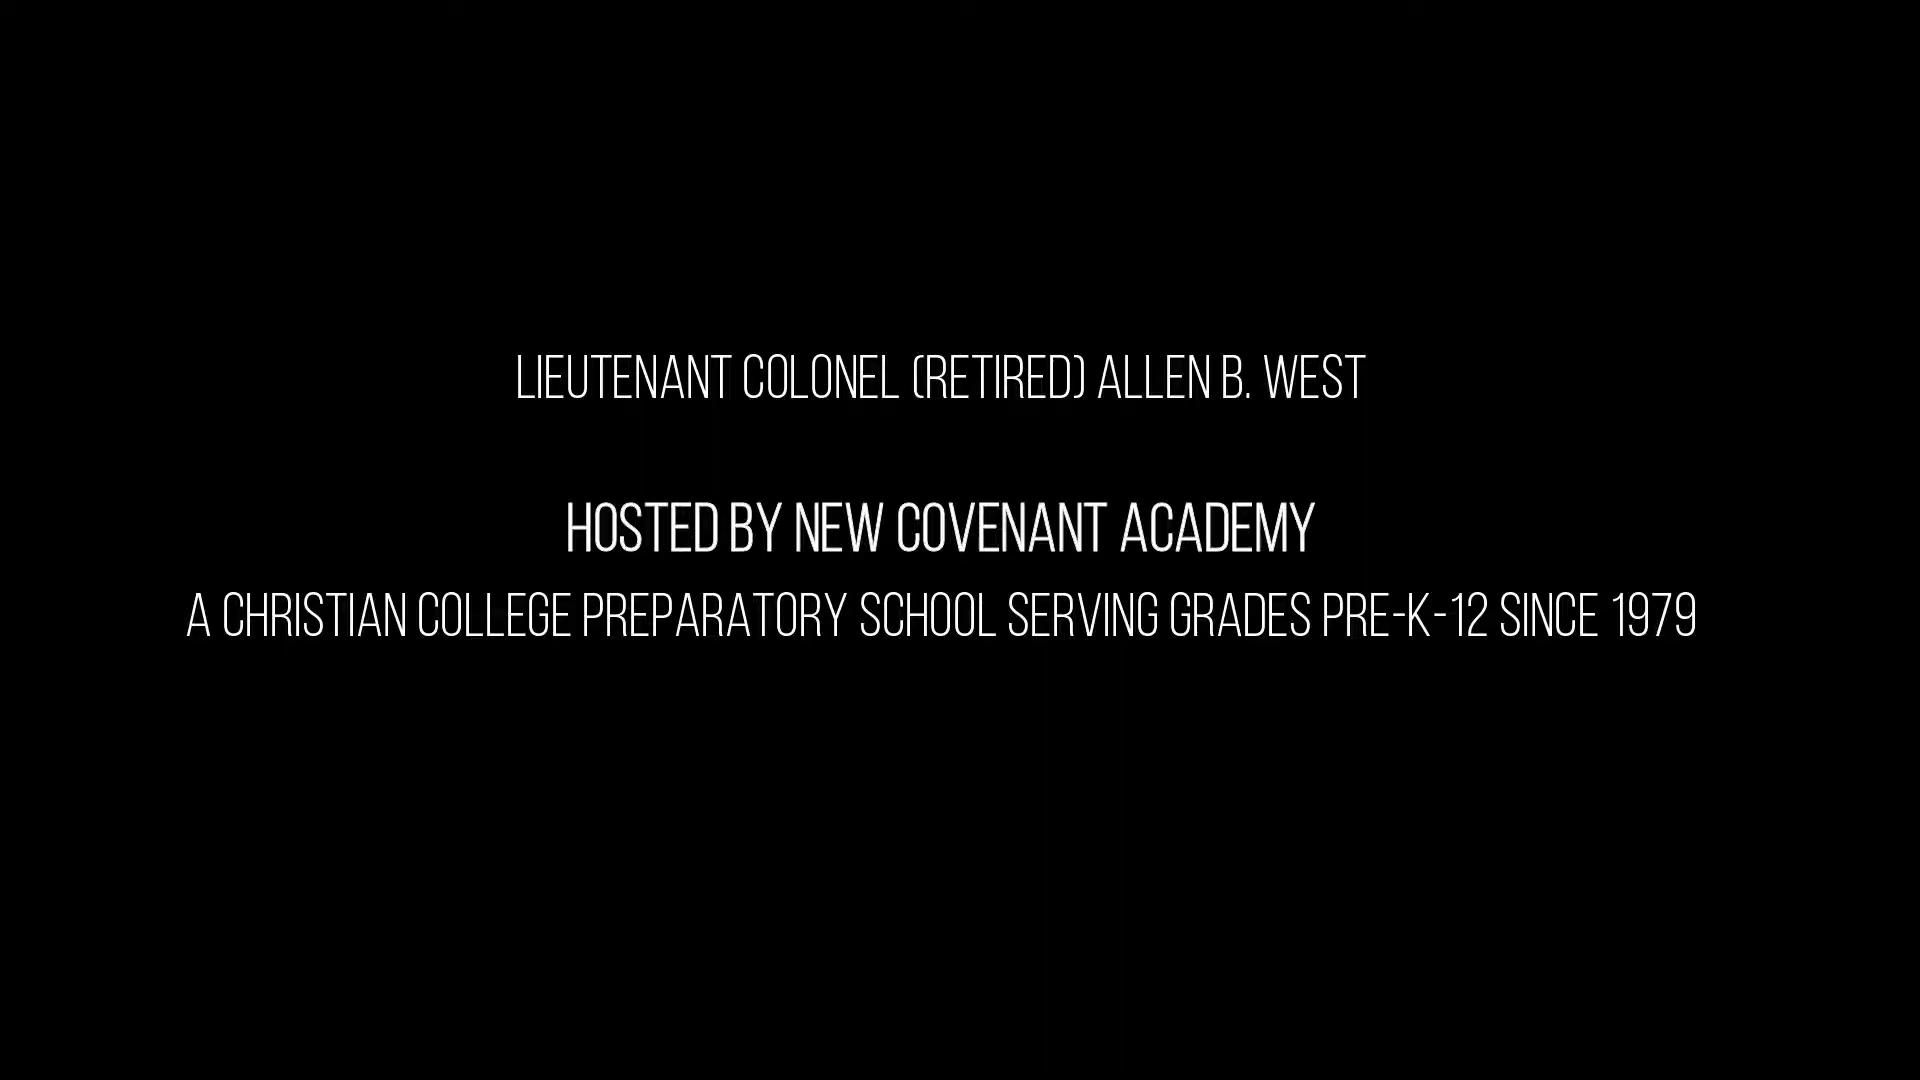 LIEUTENANT COLONEL (RETIRED) ALLEN B. WEST
HOSTED BY NEW COVENANT ACADEMY
A CHRISTIAN COLLEGE PREPARATORY SCHOOL SERVING GRADES PRE-K-12 SINCE 1979